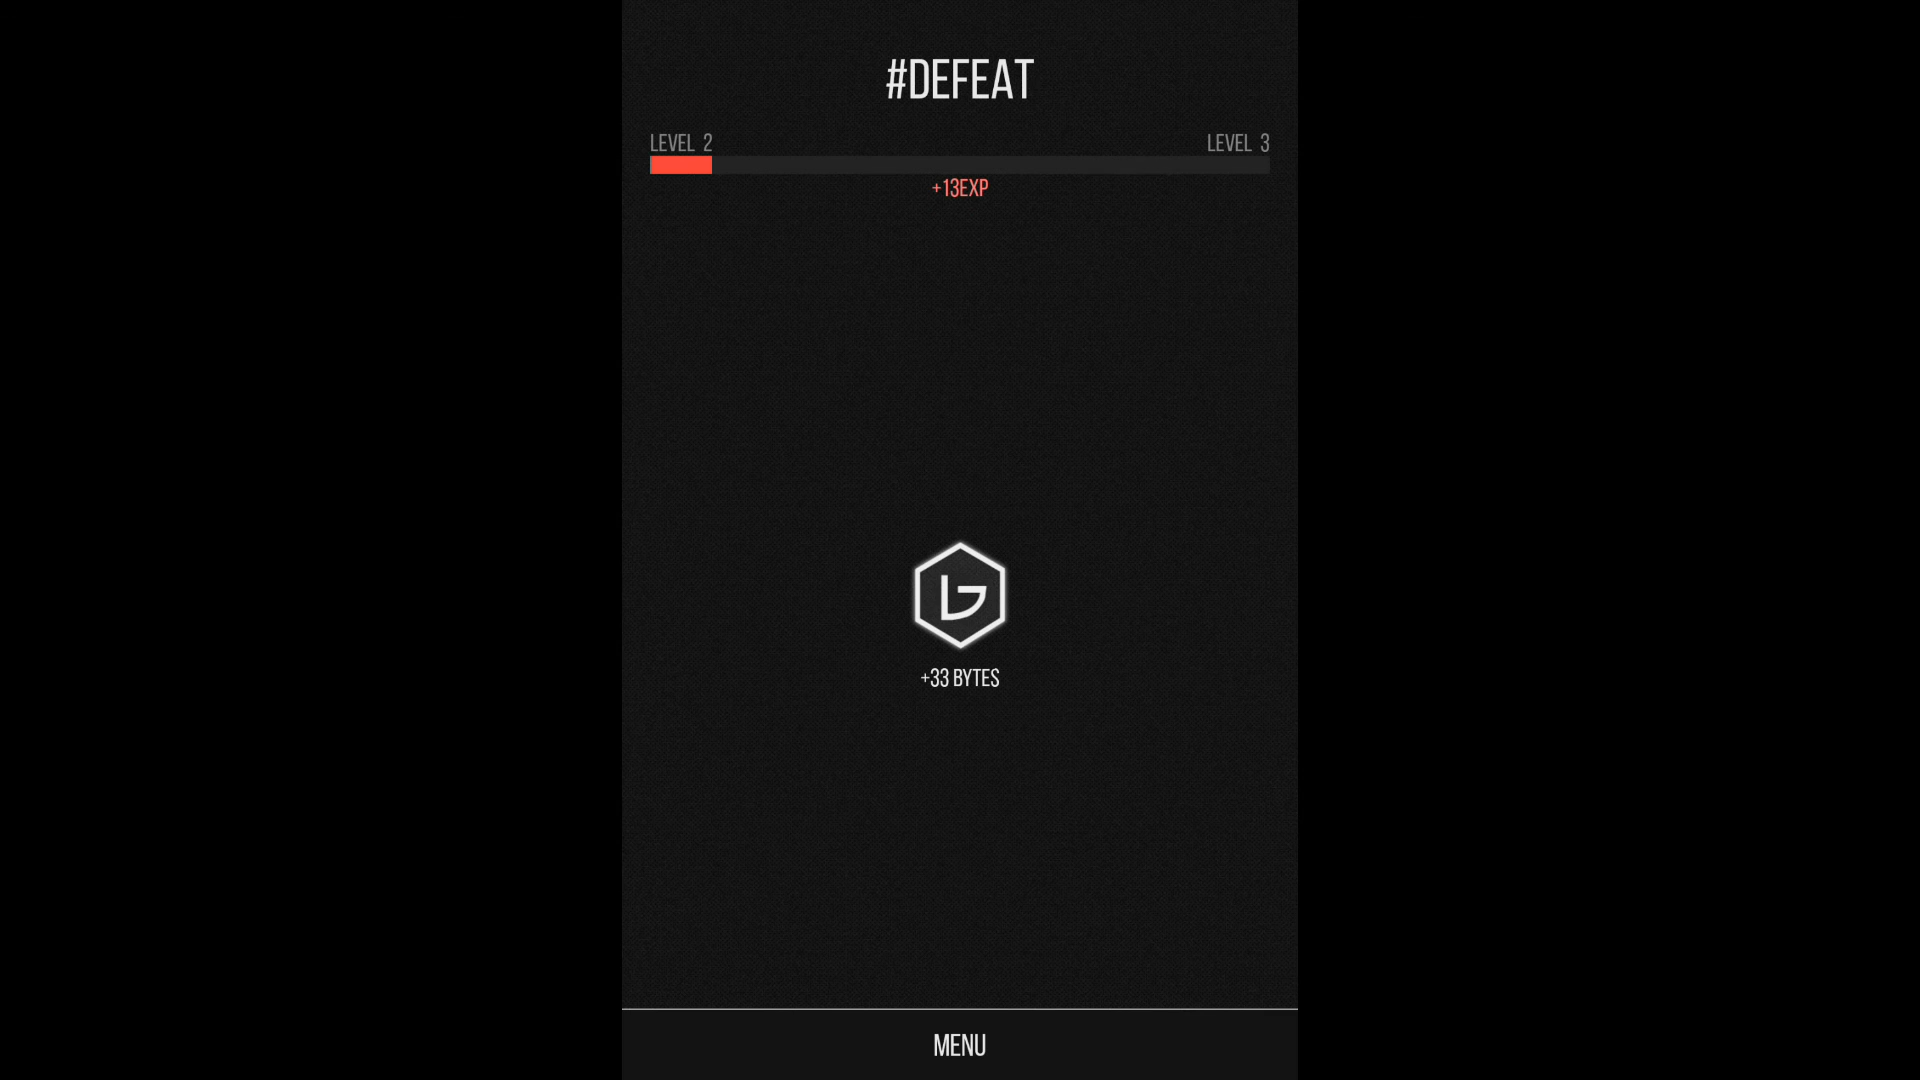 #DEFEAT
LEVEL 2
LEVEL 3
+13EXP
+33 BYTES
MENU